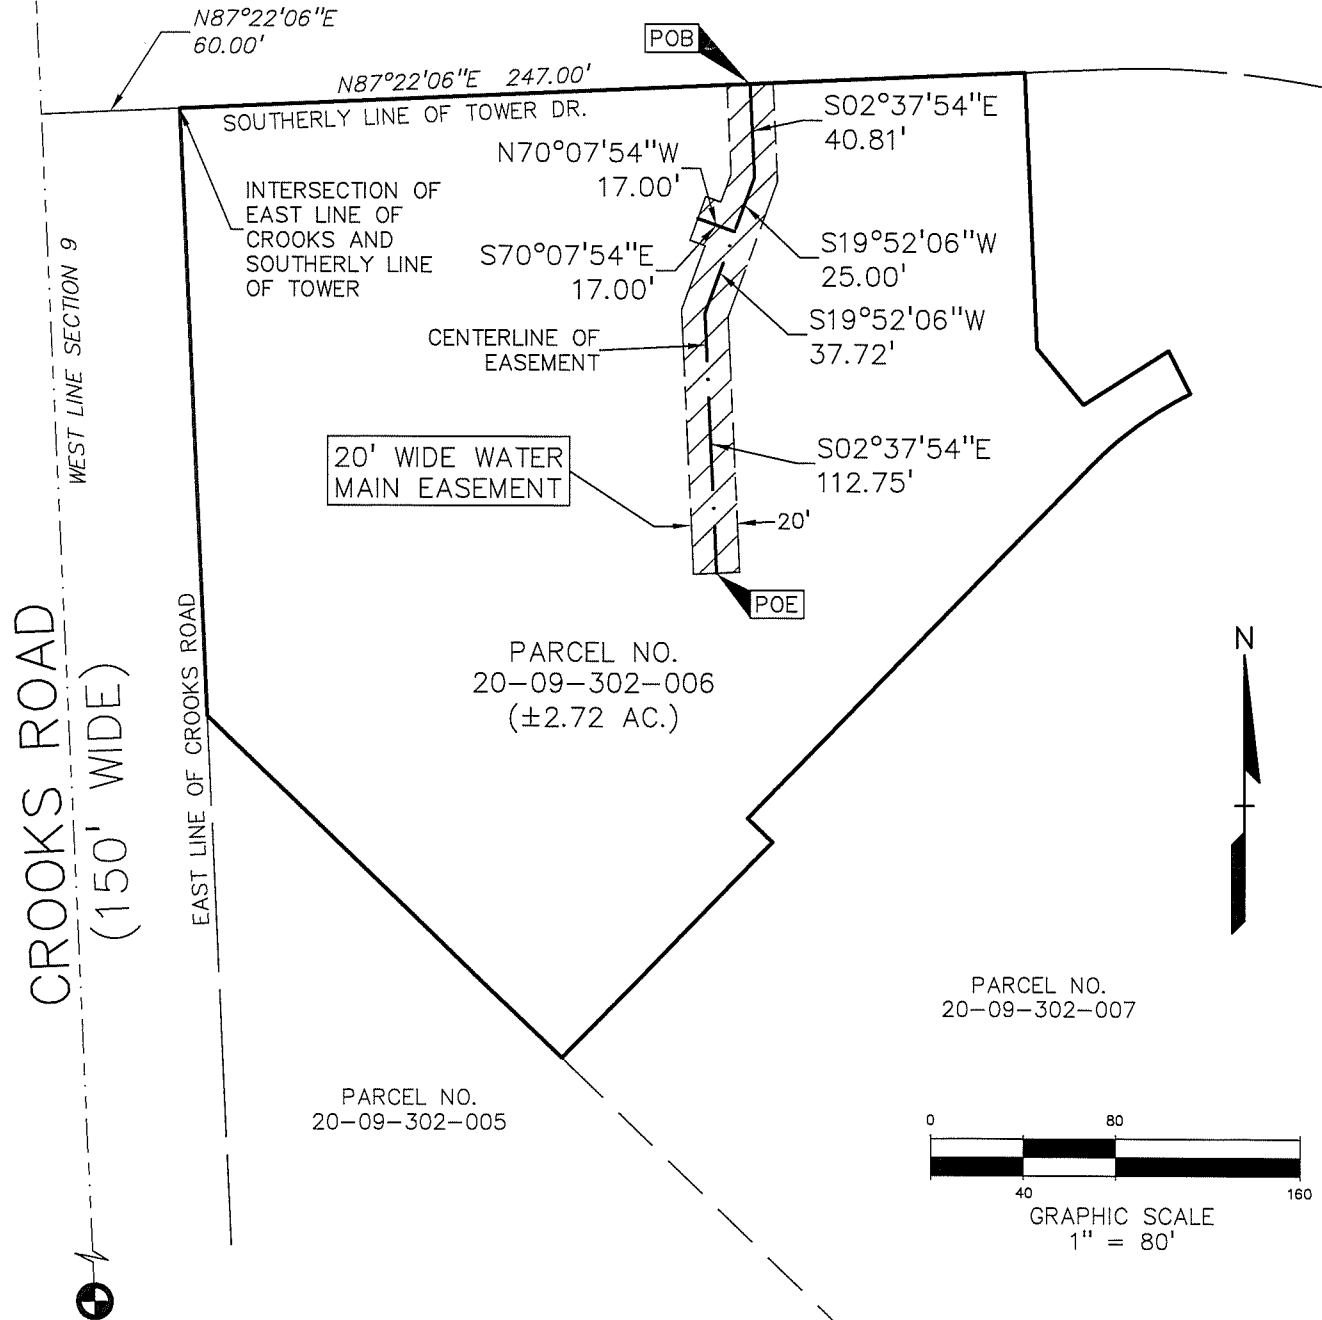 N87°22'06"E
60.00'
POB
N87°22'06"E 247.00'
SOUTHERLY LINE OF TOWER DR.
S02°37'54"E
40.81'
N70°07'54"W
17.00'
INTERSECTION OF
EAST LINE OF
CROOKS AND
SOUTHERLY LINE
OF TOWER
S70°07'54"E
17.00'
S19°52'06"W
25.00'
S19°52'06"W
37.72'
CENTERLINE OF
EASEMENT
WEST LINE SECTION 9
20' WIDE WATER
MAIN EASEMENT
S02°37'54"E
112.75'
20'
POE
PARCEL NO.
20-09-302-006
(±2.72 AC.)
N
CROOKS ROAD
(150' WIDE)
EAST LINE OF CROOKS ROAD
PARCEL NO.
20-09-302-007
PARCEL NO.
20-09-302-005
0 80
40 160
GRAPHIC SCALE
1" = 80'